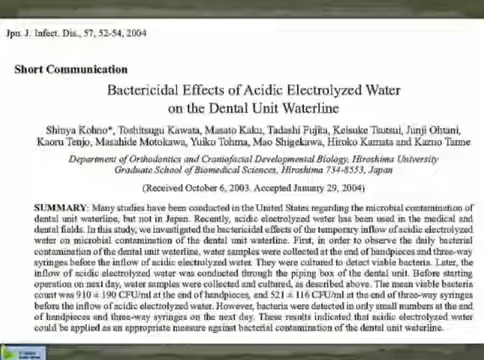 Jpn. J. Infect. Dis., 57, 52-54, 2004
Short Communication
Bactericidal Effects of Acidic Electrolyzed Water
on the Dental Unit Waterline
Shinya Kohno*, Toshitsugu Kawata, Masato Kaku, Tadashi Fujita, Keisuke Tsutsui, Junji Ohtani,
Kaoru Tenjo, Masahide Motokawa, Yuiko Tohma, Mao Shigekawa, Hiroko Kamata and Kazuo Tanne
Department of Orthodontics and Craniofacial Developmental Biology, Hiroshima University
Graduate School of Biomedical Sciences, Hiroshima 734-8553, Japan
(Received October 6, 2003. Accepted January 29, 2004)
SUMMARY: Many studies have been conducted in the United States regarding the microbial contamination of
dental unit waterline, but not in Japan. Recently, acidic electrolyzed water has been used in the medical and
dental fields. In this study, we investigated the bactericidal effects of the temporary inflow of acidic electrolyzed
water on microbial contamination of the dental unit waterline. First, in order to observe the daily bacterial
contamination of the dental unit waterline, water samples were collected at the end of handpieces and three-way
syringes before the inflow of acidic electrolyzed water. They were cultured to detect viable bacteria. Later, the
inflow of acidic electrolyzed water was conducted through the piping box of the dental unit. Before starting
operation on next day, water samples were collected and cultured, as described above. The mean viable bacteria
count was 910 ± 190 CFU/ml at the end of handpieces, and 521 ± 116 CFU/ml at the end of three-way syringes
before the inflow of acidic electrolyzed water. However, bacteria were detected in only small numbers at the end
of handpieces and three-way syringes on the next day. These results indicated that acidic electrolyzed water
could be applied as an appropriate measure against bacterial contamination of the dental unit waterline.